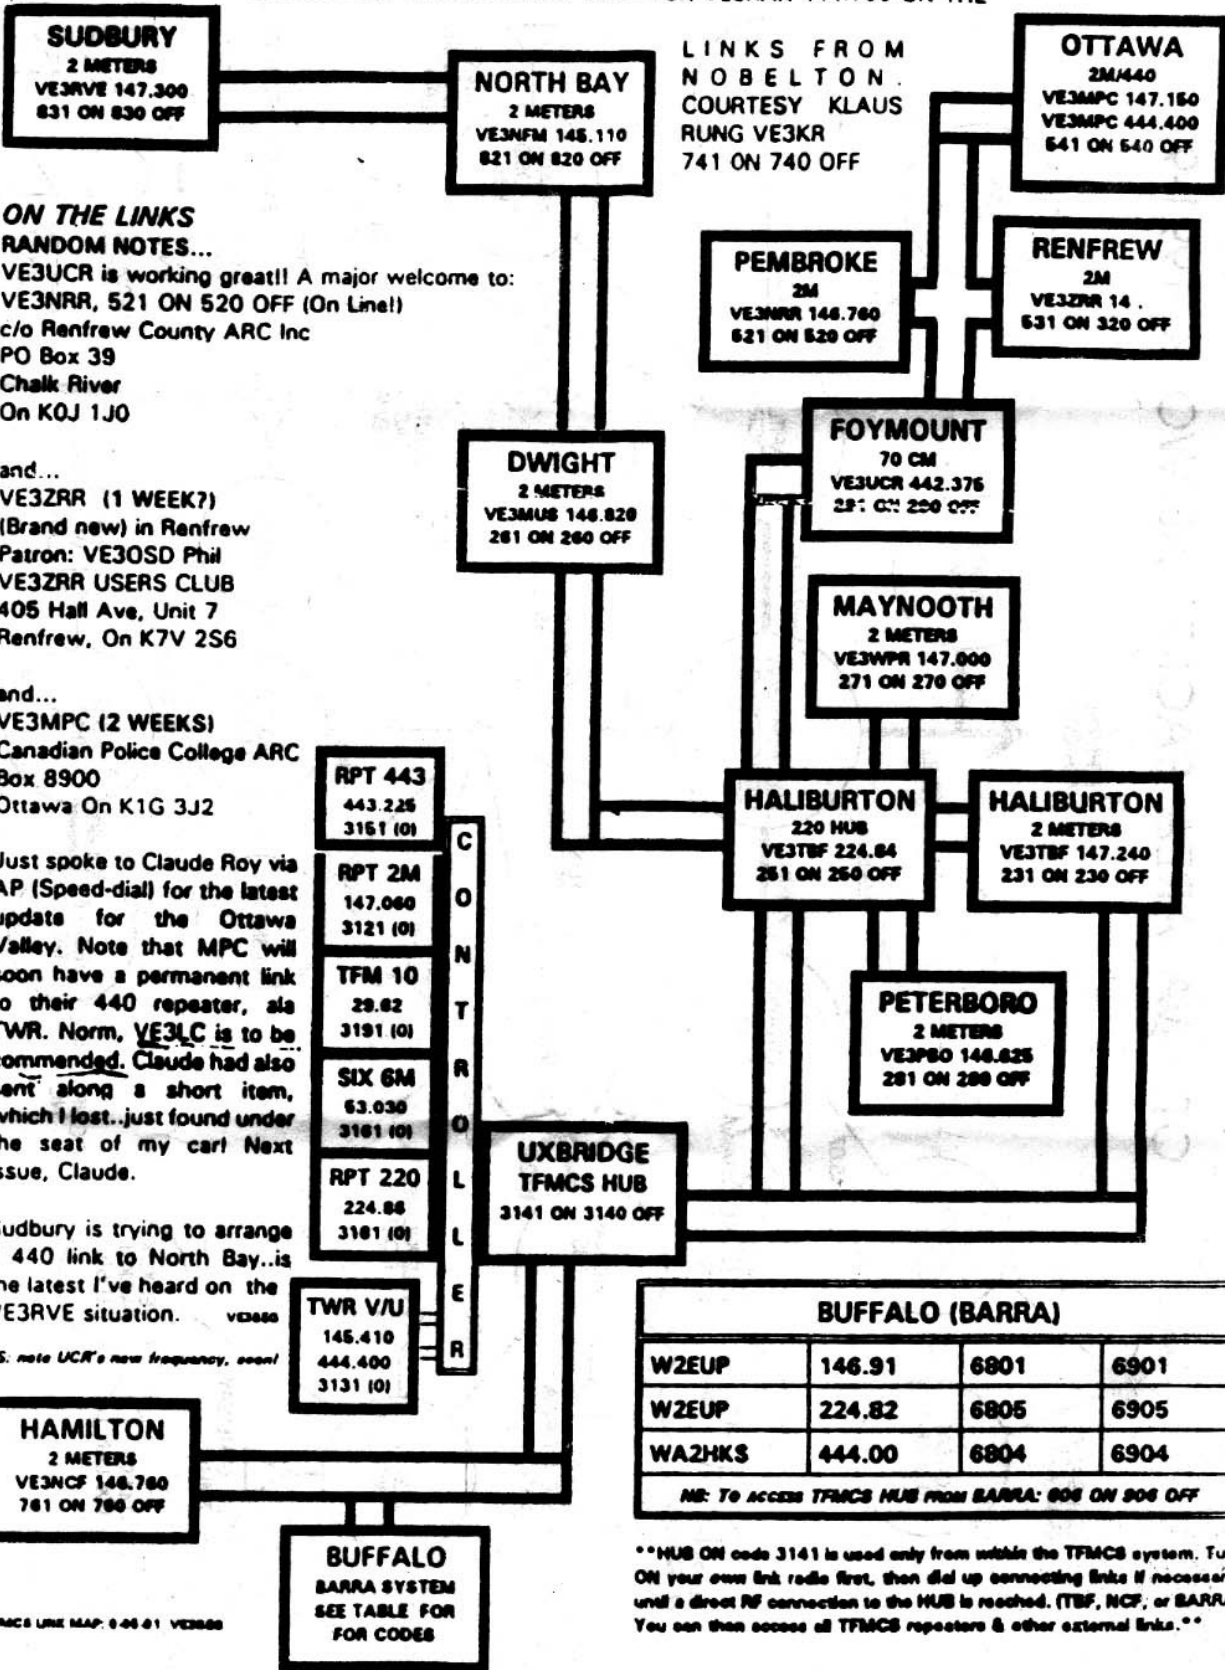 SUDBURY
2 METERS
VE3RVE 147.300
831 ON 830 OFF
NORTH BAY
2 METERS
VE3NFM 145.110
821 ON 820 OFF
LINKS FROM
NOBELTON.
COURTESY KLAUS
RUNG VE3KR
741 ON 740 OFF
OTTAWA
2M/440
VE3MPC 147.150
VE3MPC 444.400
541 ON 540 OFF
PEMBROKE
2M
VE3NRR 146.760
521 ON 520 OFF
RENFREW
2M
VE3ZRR 14 .
531 ON 320 OFF
ON THE LINKS
RANDOM NOTES...
VE3UCR is working great!! A major welcome to:
VE3NRR, 521 ON 520 OFF (On Line!)
c/o Renfrew County ARC Inc
PO Box 39
Chalk River
On K0J 1J0
and...
VE3ZRR (1 WEEK?)
(Brand new) in Renfrew
Patron: VE3OSD Phil
VE3ZRR USERS CLUB
405 Hall Ave, Unit 7
Renfrew, On K7V 2S6
and...
VE3MPC (2 WEEKS)
Canadian Police College ARC
Box 8900
Ottawa On K1G 3J2
Just spoke to Claude Roy via
AP (Speed-dial) for the latest
update for the Ottawa
Valley. Note that MPC will
soon have a permanent link
to their 440 repeater, ala
TWR. Norm, VE3LC is to be
commended. Claude had also
sent along a short item,
which I lost..just found under
the seat of my car! Next
issue, Claude.
Sudbury is trying to arrange
440 link to North Bay..is
the latest I've heard on the
VE3RVE situation.
note UCR's new frequency, soon!
DWIGHT
2 METERS
VE3MUS 146.820
261 ON 260 OFF
FOYMOUNT
70 CM
VE3UCR 442.375
291 ON 290 OFF
MAYNOOTH
2 METERS
VE3WPR 147.000
271 ON 270 OFF
HALIBURTON
220 HUB
VE3TBF 224.84
251 ON 250 OFF
HALIBURTON
2 METERS
VE3TBF 147.240
231 ON 230 OFF
PETERBORO
2 METERS
VE3PBO 146.625
281 ON 280 OFF
RPT 443
443.225
3151 (0)
RPT 2M
147.060
3121 (0)
TFM 10
29.62
3191 (0)
SIX 6M
53.030
3161 (0)
RPT 220
224.86
3181 (0)
TWR V/U
145.410
444.400
3131 (0)
CONTROLLER
UXBRIDGE
TFMCS HUB
3141 ON 3140 OFF
HAMILTON
2 METERS
VE3NCF 146.760
761 ON 760 OFF
BUFFALO
BARRA SYSTEM
SEE TABLE FOR
FOR CODES
BUFFALO (BARRA)
W2EUP 146.91 6801 6901
W2EUP 224.82 6805 6905
WA2HKS 444.00 6804 6904
NB: TO ACCESS TFMCS HUB FROM BARRA: 606 ON 906 OFF
**HUB ON code 3141 is used only from within the TFMCS system. Tu
ON your own link radio first, then dial up connecting links if necessar
until a direct RF connection to the HUB is reached. (TBF, NCF, or BARR
You can then access all TFMCS repeaters & other external links.**
LINK MAP: